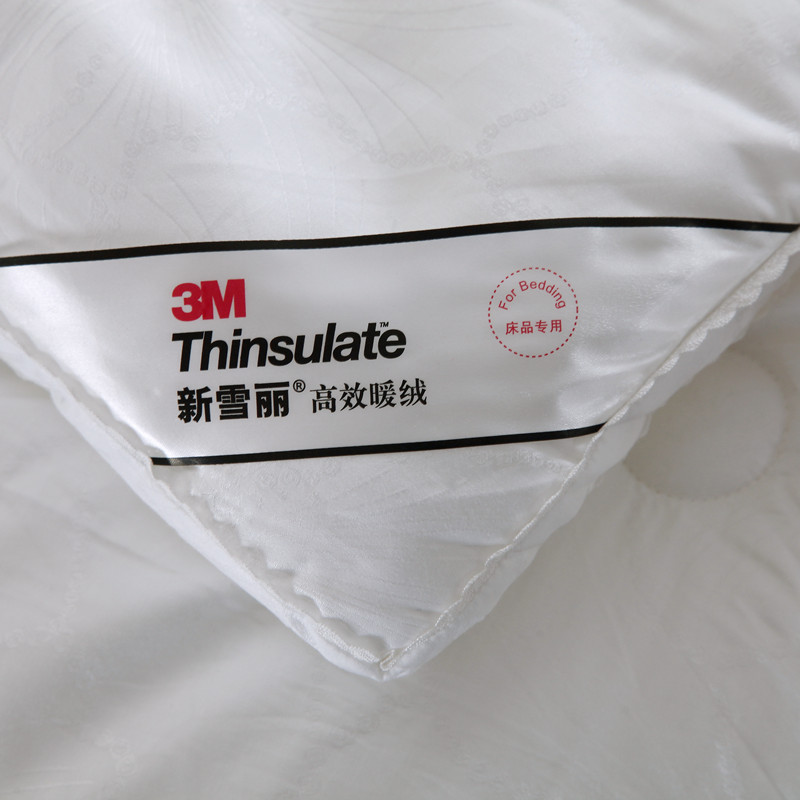 3M
Thinsulate™
新雪丽®高效暖绒
For Bedding
床品专用